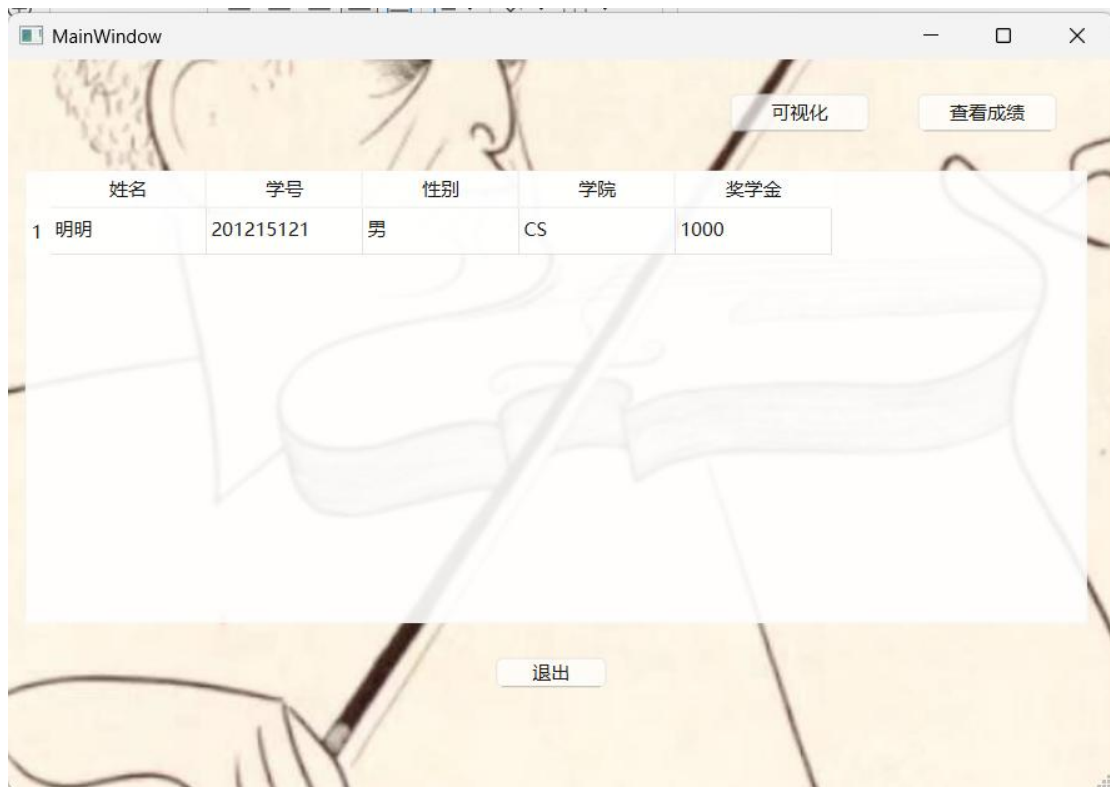 MainWindow
可视化 查看成绩
姓名 学号 性别 学院 奖学金
1 明明 201215121 男 CS 1000
退出